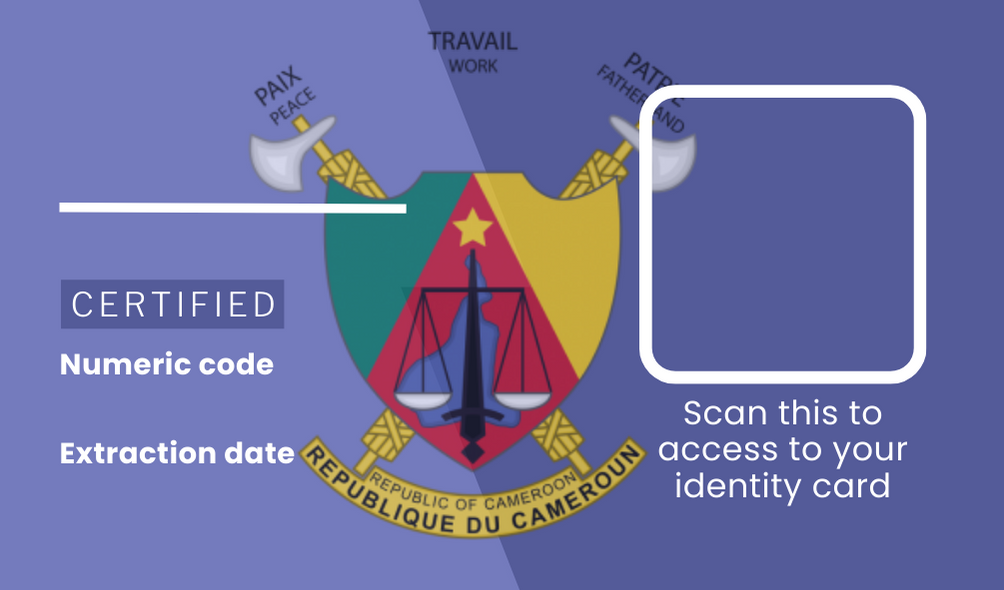 TRAVAIL
WORK
PAIX
PEACE
PATRE
FATHERLAND
CERTIFIED
Numeric code
Extraction date
REPUBLIC OF CAMEROON
REPUBLIQUE DU CAMEROUN
Scan this to
access to your
identity card